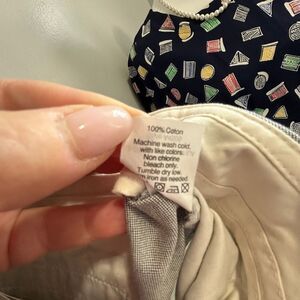 100% Cotton
Machine wash cold,
with like colors.
Non chlorine
bleach only.
Tumble dry low.
iron as needed.